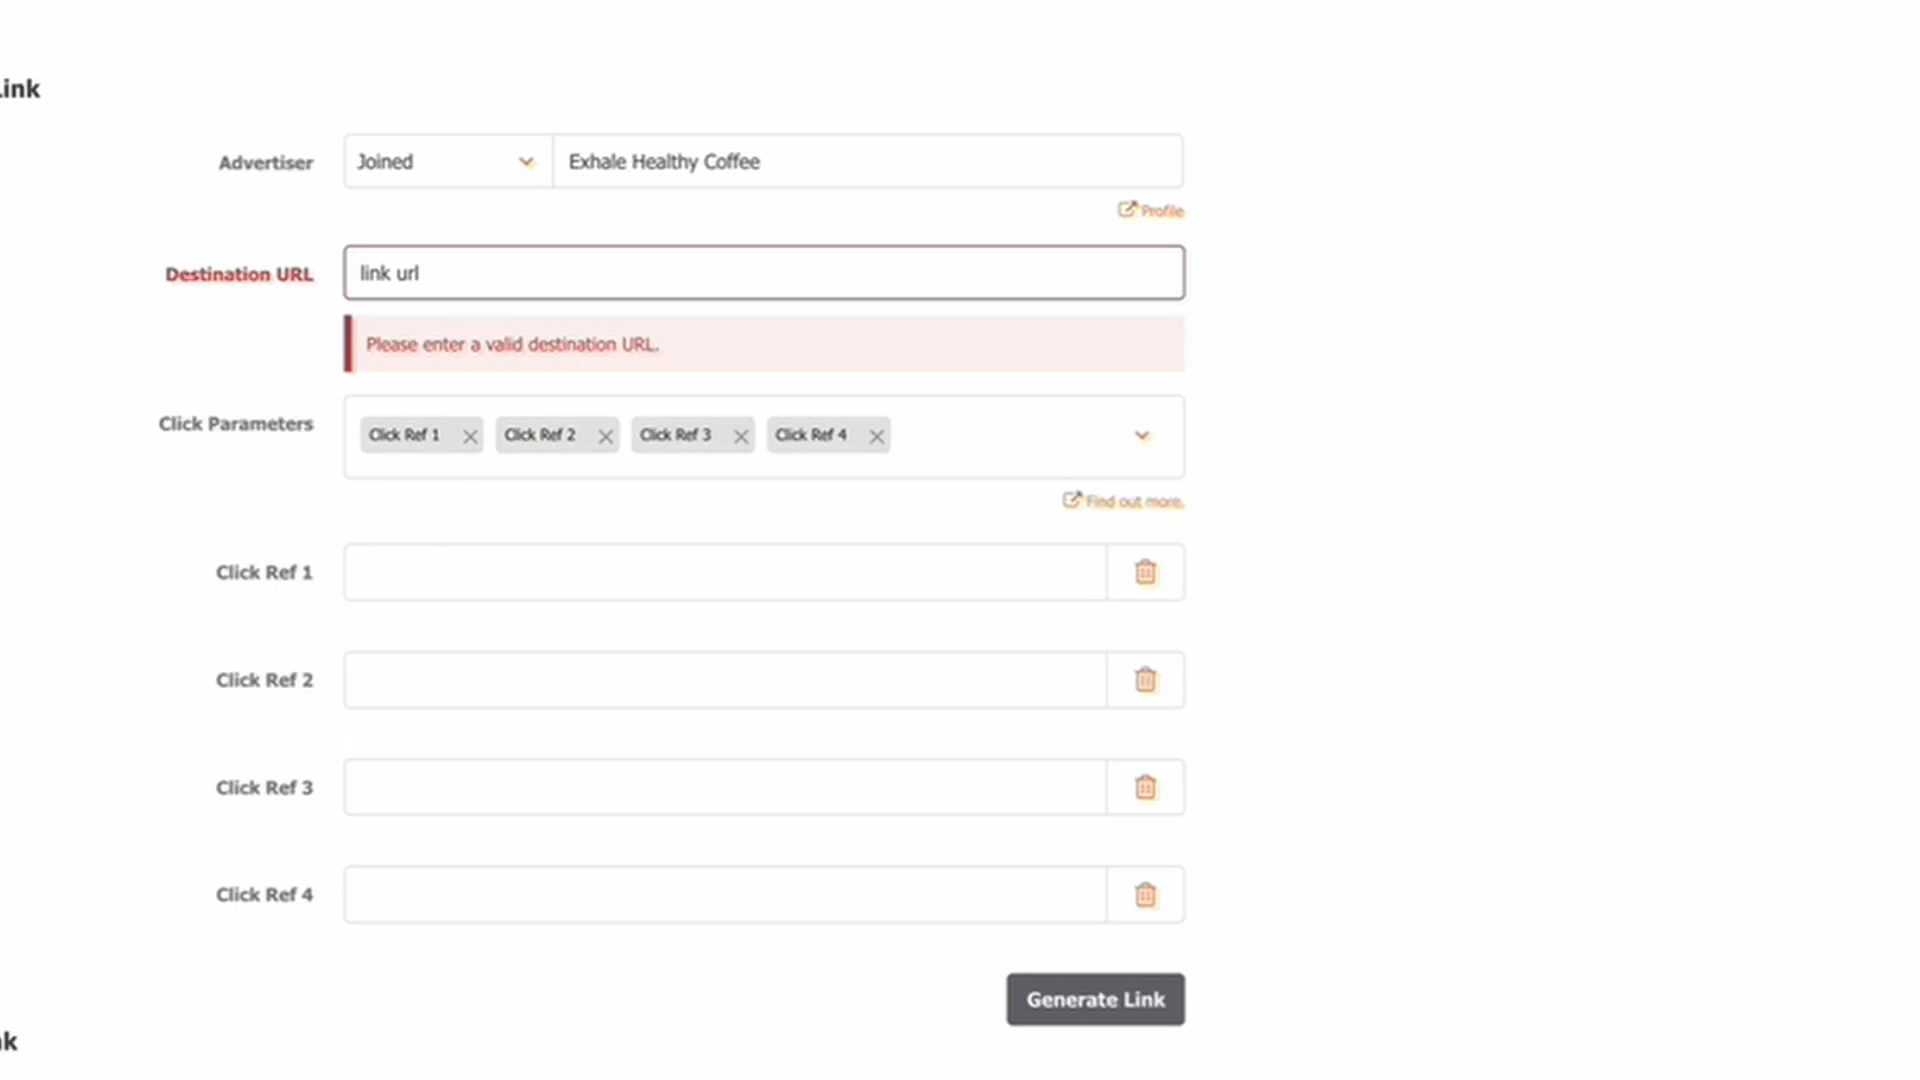 Link
Advertiser Joined Exhale Healthy Coffee
Profile
Destination URL link url
Please enter a valid destination URL.
Click Parameters Click Ref 1 Click Ref 2 Click Ref 3 Click Ref 4
Find out more.
Click Ref 1
Click Ref 2
Click Ref 3
Click Ref 4
Generate Link